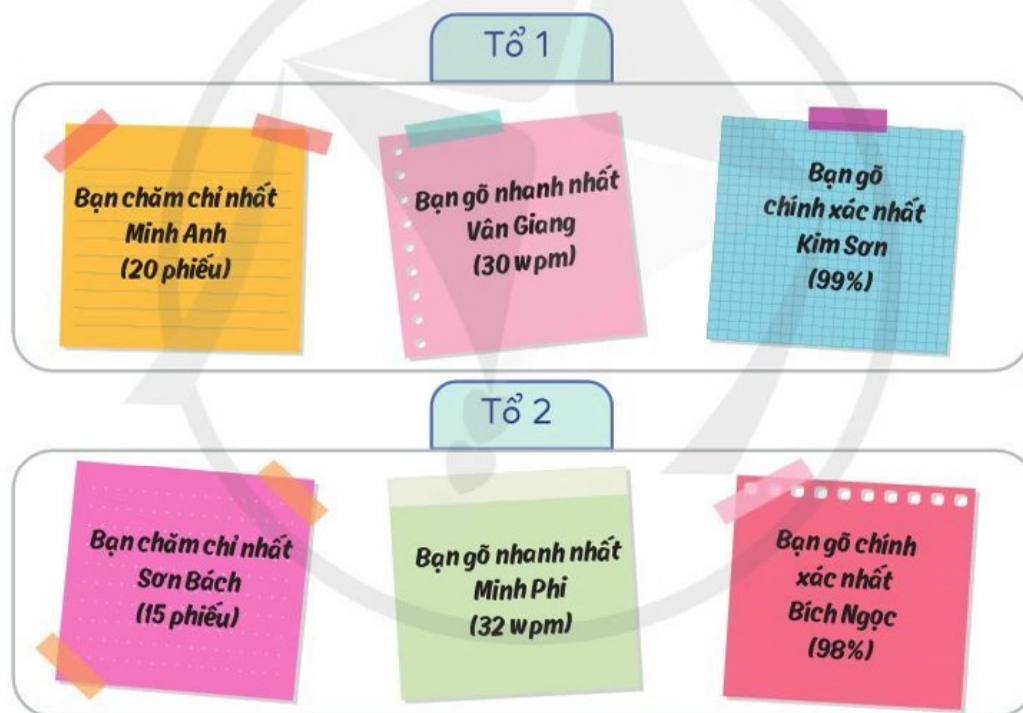 Tổ 1
Bạn chăm chỉ nhất
Minh Anh
(20 phiếu)
Bạn gõ nhanh nhất
Vân Giang
(30 wpm)
Bạn gõ
chính xác nhất
Kim Sơn
(99%)
Tổ 2
Bạn chăm chỉ nhất
Sơn Bách
(15 phiếu)
Bạn gõ nhanh nhất
Minh Phi
(32 wpm)
Bạn gõ chính
xác nhất
Bích Ngọc
(98%)